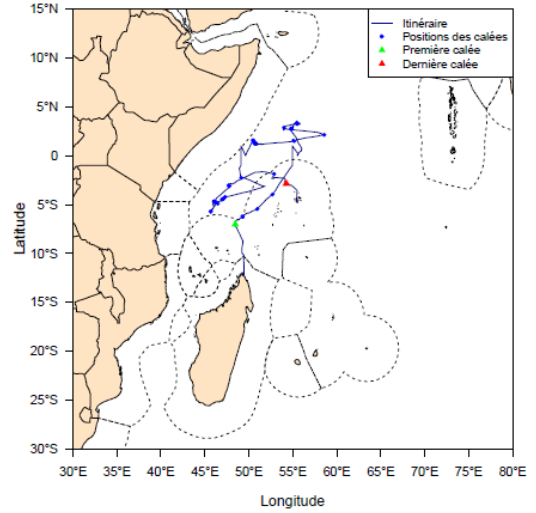 Itinéraire
Positions des calées
Première calée
Dernière calée
15°N
10°N
5°N
0
5°S
10°S
15°S
20°S
25°S
30°S
Latitude
30°E 35°E 40°E 45°E 50°E 55°E 60°E 65°E 70°E 75°E 80°E
Longitude